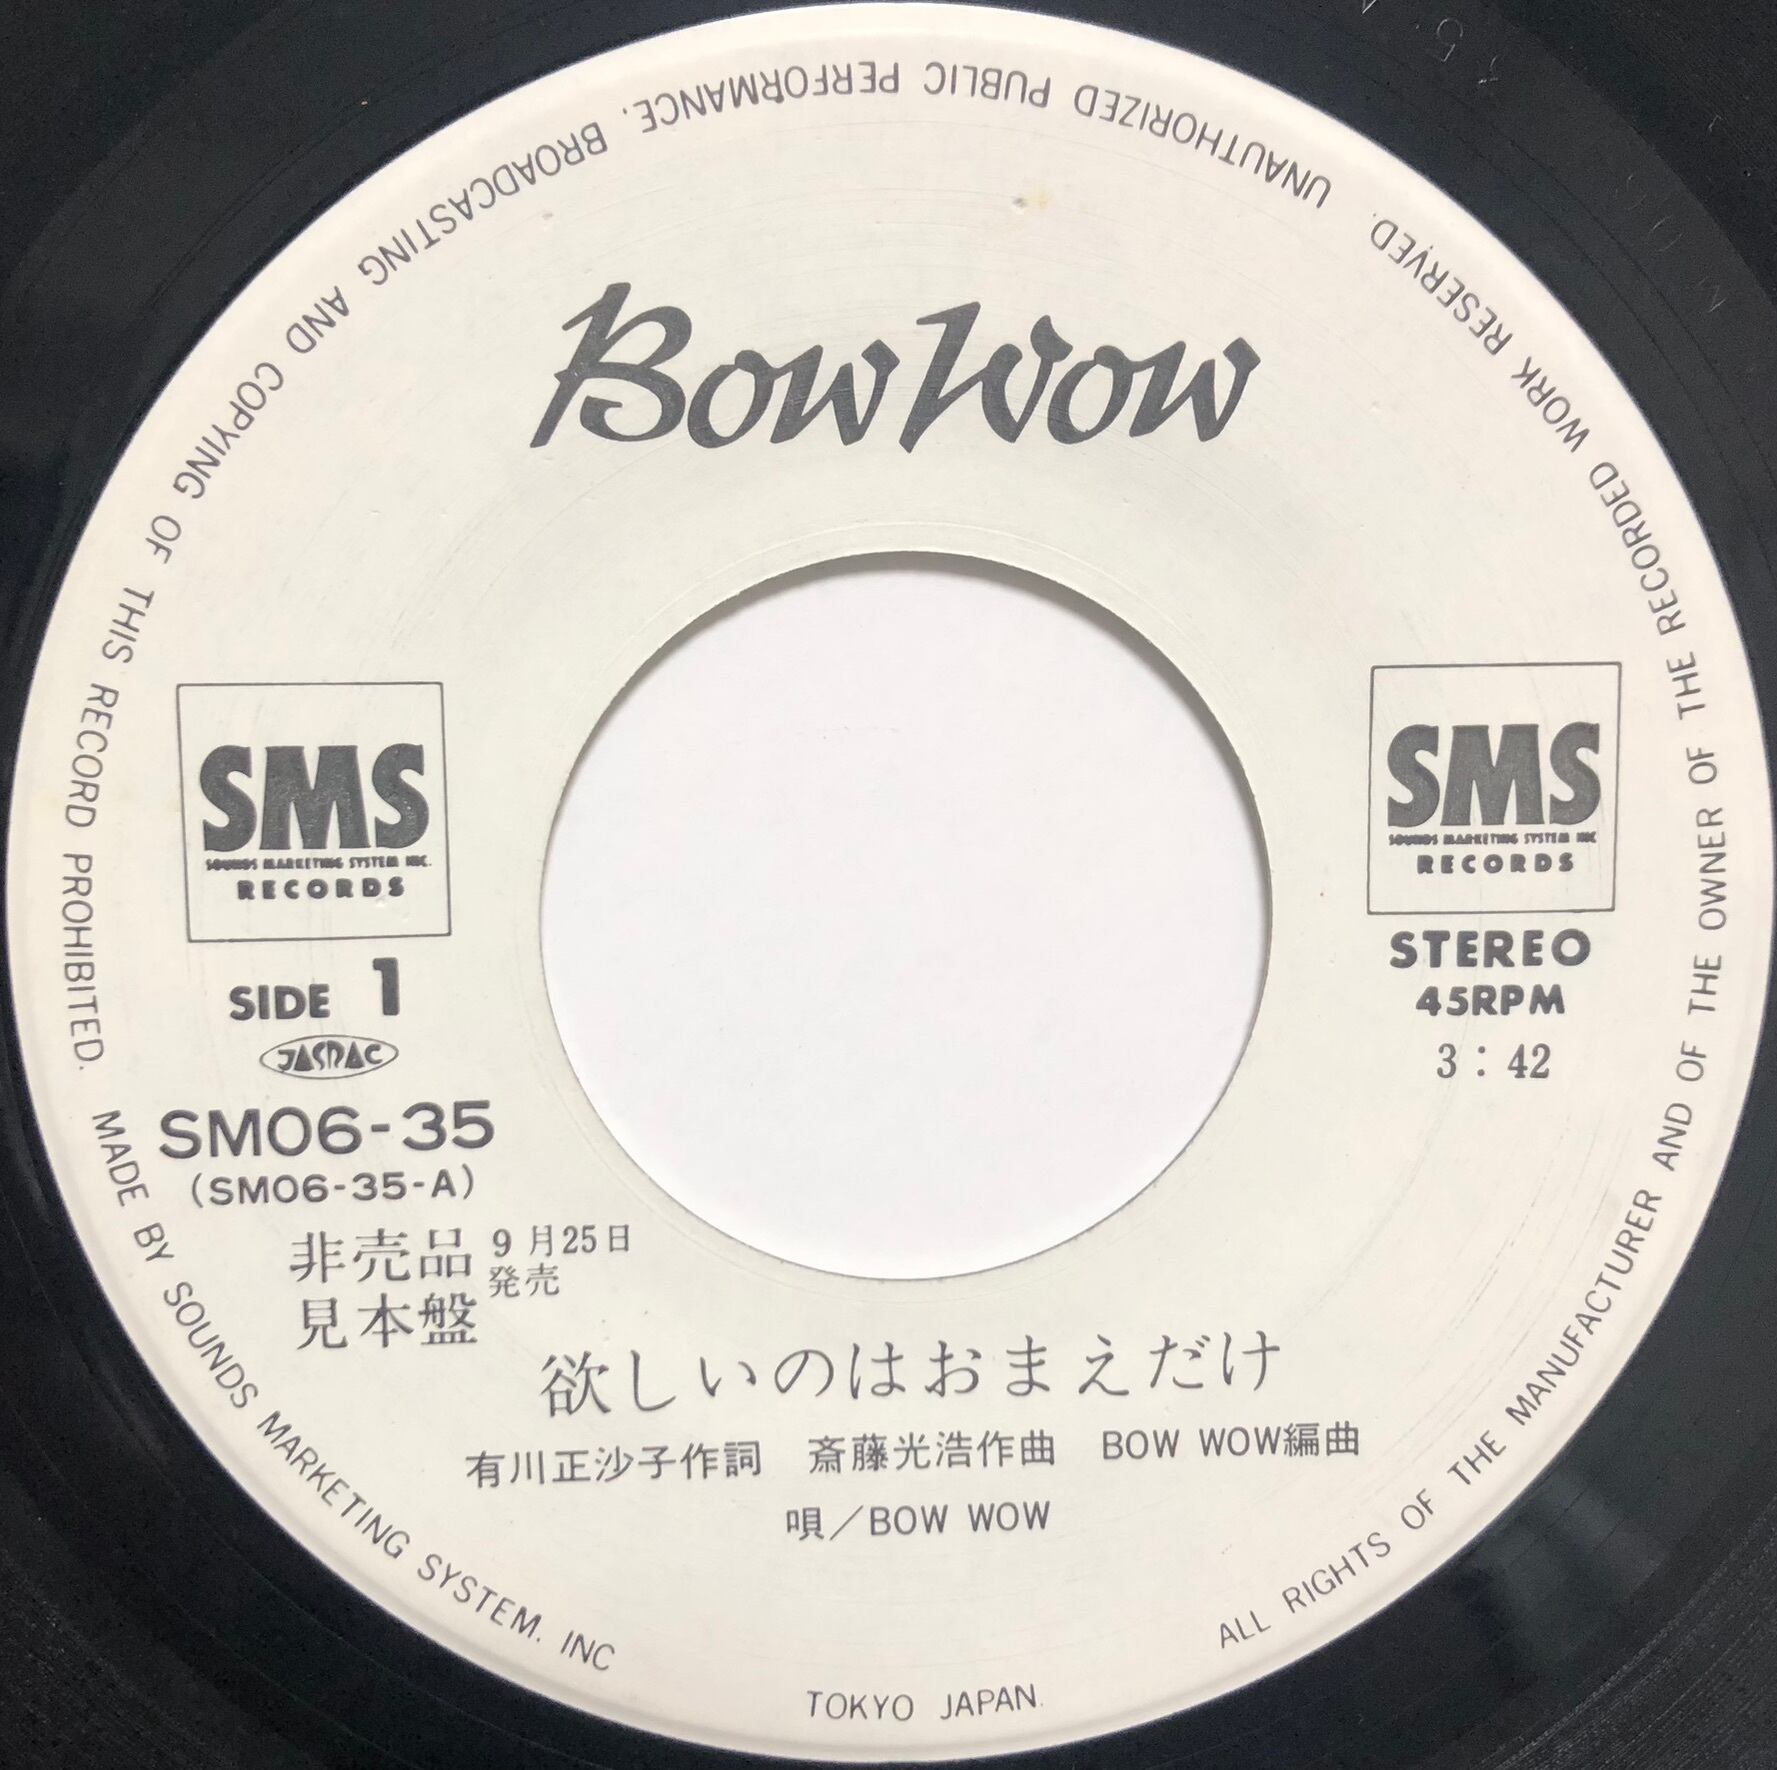 Bow Wow
SMS
SOUNDS MARKETING SYSTEM INC.
RECORDS
SIDE 1
JASRAC
SM06-35
(SM06-35-A)
非売品
見本盤
9月25日
発売
SMS
SOUNDS MARKETING SYSTEM INC
RECORDS
STEREO
45RPM
3:42
欲しいのはおまえだけ
有川正沙子作詞 斎藤光浩作曲 BOW WOW編曲
唄/BOW WOW
ALL RIGHTS OF THE MANUFACTURER AND OF THE OWNER OF THE RECORDED WORK RESERVED. UNAUTHORIZED PUBLIC PERFORMANCE. BROADCASTING AND COPYING OF THIS RECORD PROHIBITED. MADE BY SOUNDS MARKETING SYSTEM. INC
TOKYO JAPAN.